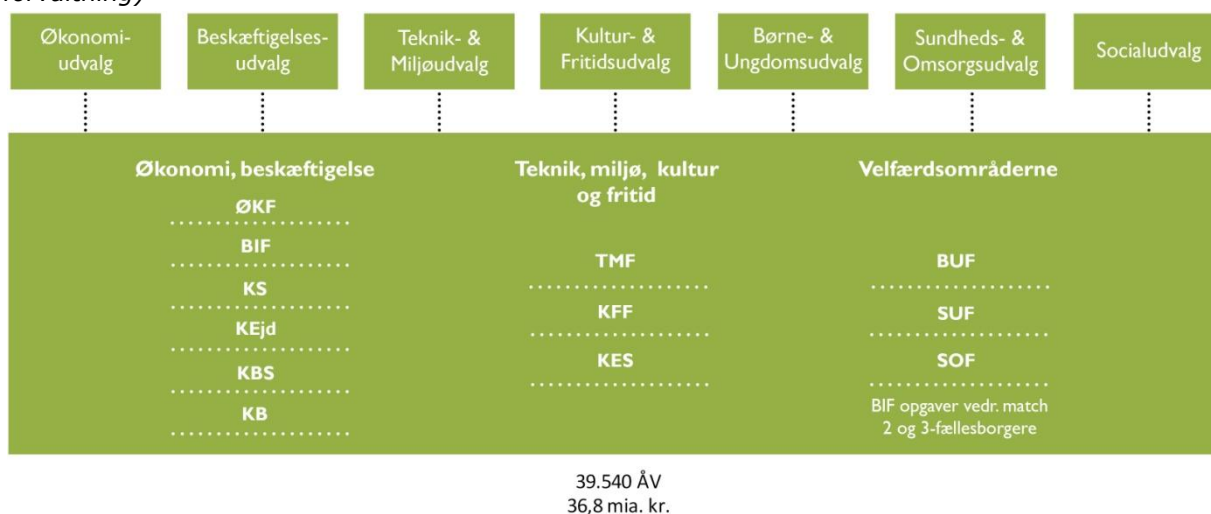 Økonomi-
udvalg
Beskæftigelses-
udvalg
Teknik- &
Miljøudvalg
Kultur- &
Fritidsudvalg
Børne- &
Ungdomsudvalg
Sundheds- &
Omsorgsudvalg
Socialudvalg
Økonomi, beskæftigelse
ØKF
BIF
KS
KEjd
KBS
KB
Teknik, miljø, kultur
og fritid
TMF
KFF
KES
Velfærdsområderne
BUF
SUF
SOF
BIF opgaver vedr. match
2 og 3-fællesborgere
39.540 ÅV
36,8 mia. kr.